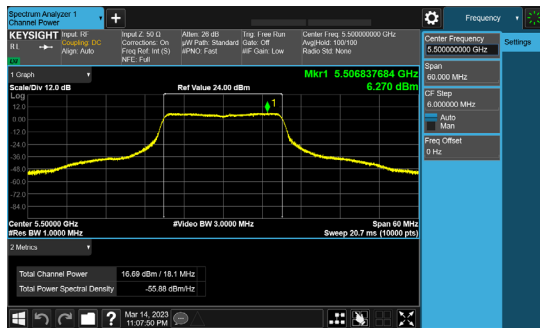 Spectrum Analyzer 1
Channel Power
+
Frequency
KEYSIGHT
RL
Coupling: DC
Align: Auto
Input Z: 50 Ω
Corrections: On
Freq Ref: Int (S)
NFE: Full
Atten: 26 dB
µW Path: Standard
#PNO: Fast
Trig: Free Run
Gate: Off
#IF Gain: Low
Center Freq: 5.500000000 GHz
Avg|Hold: 100/100
Radio Std: None
Center Frequency
5.500000000 GHz
Settings
Span
60.000 MHz
CF Step
6.000000 MHz
Auto
Man
Freq Offset
0 Hz
1 Graph
Mkr1 5.506837684 GHz
Scale/Div 12.0 dB
Ref Value 24.00 dBm
6.270 dBm
Log
1
12.0
0.00
-12.0
-24.0
-36.0
-48.0
-60.0
-72.0
-84.0
Center 5.50000 GHz
#Video BW 3.0000 MHz
Span 60 MHz
#Res BW 1.0000 MHz
Sweep 20.7 ms (10000 pts)
2 Metrics
Total Channel Power 16.69 dBm / 18.1 MHz
Total Power Spectral Density -55.88 dBm/Hz
?
Mar 14, 2023
11:07:50 PM